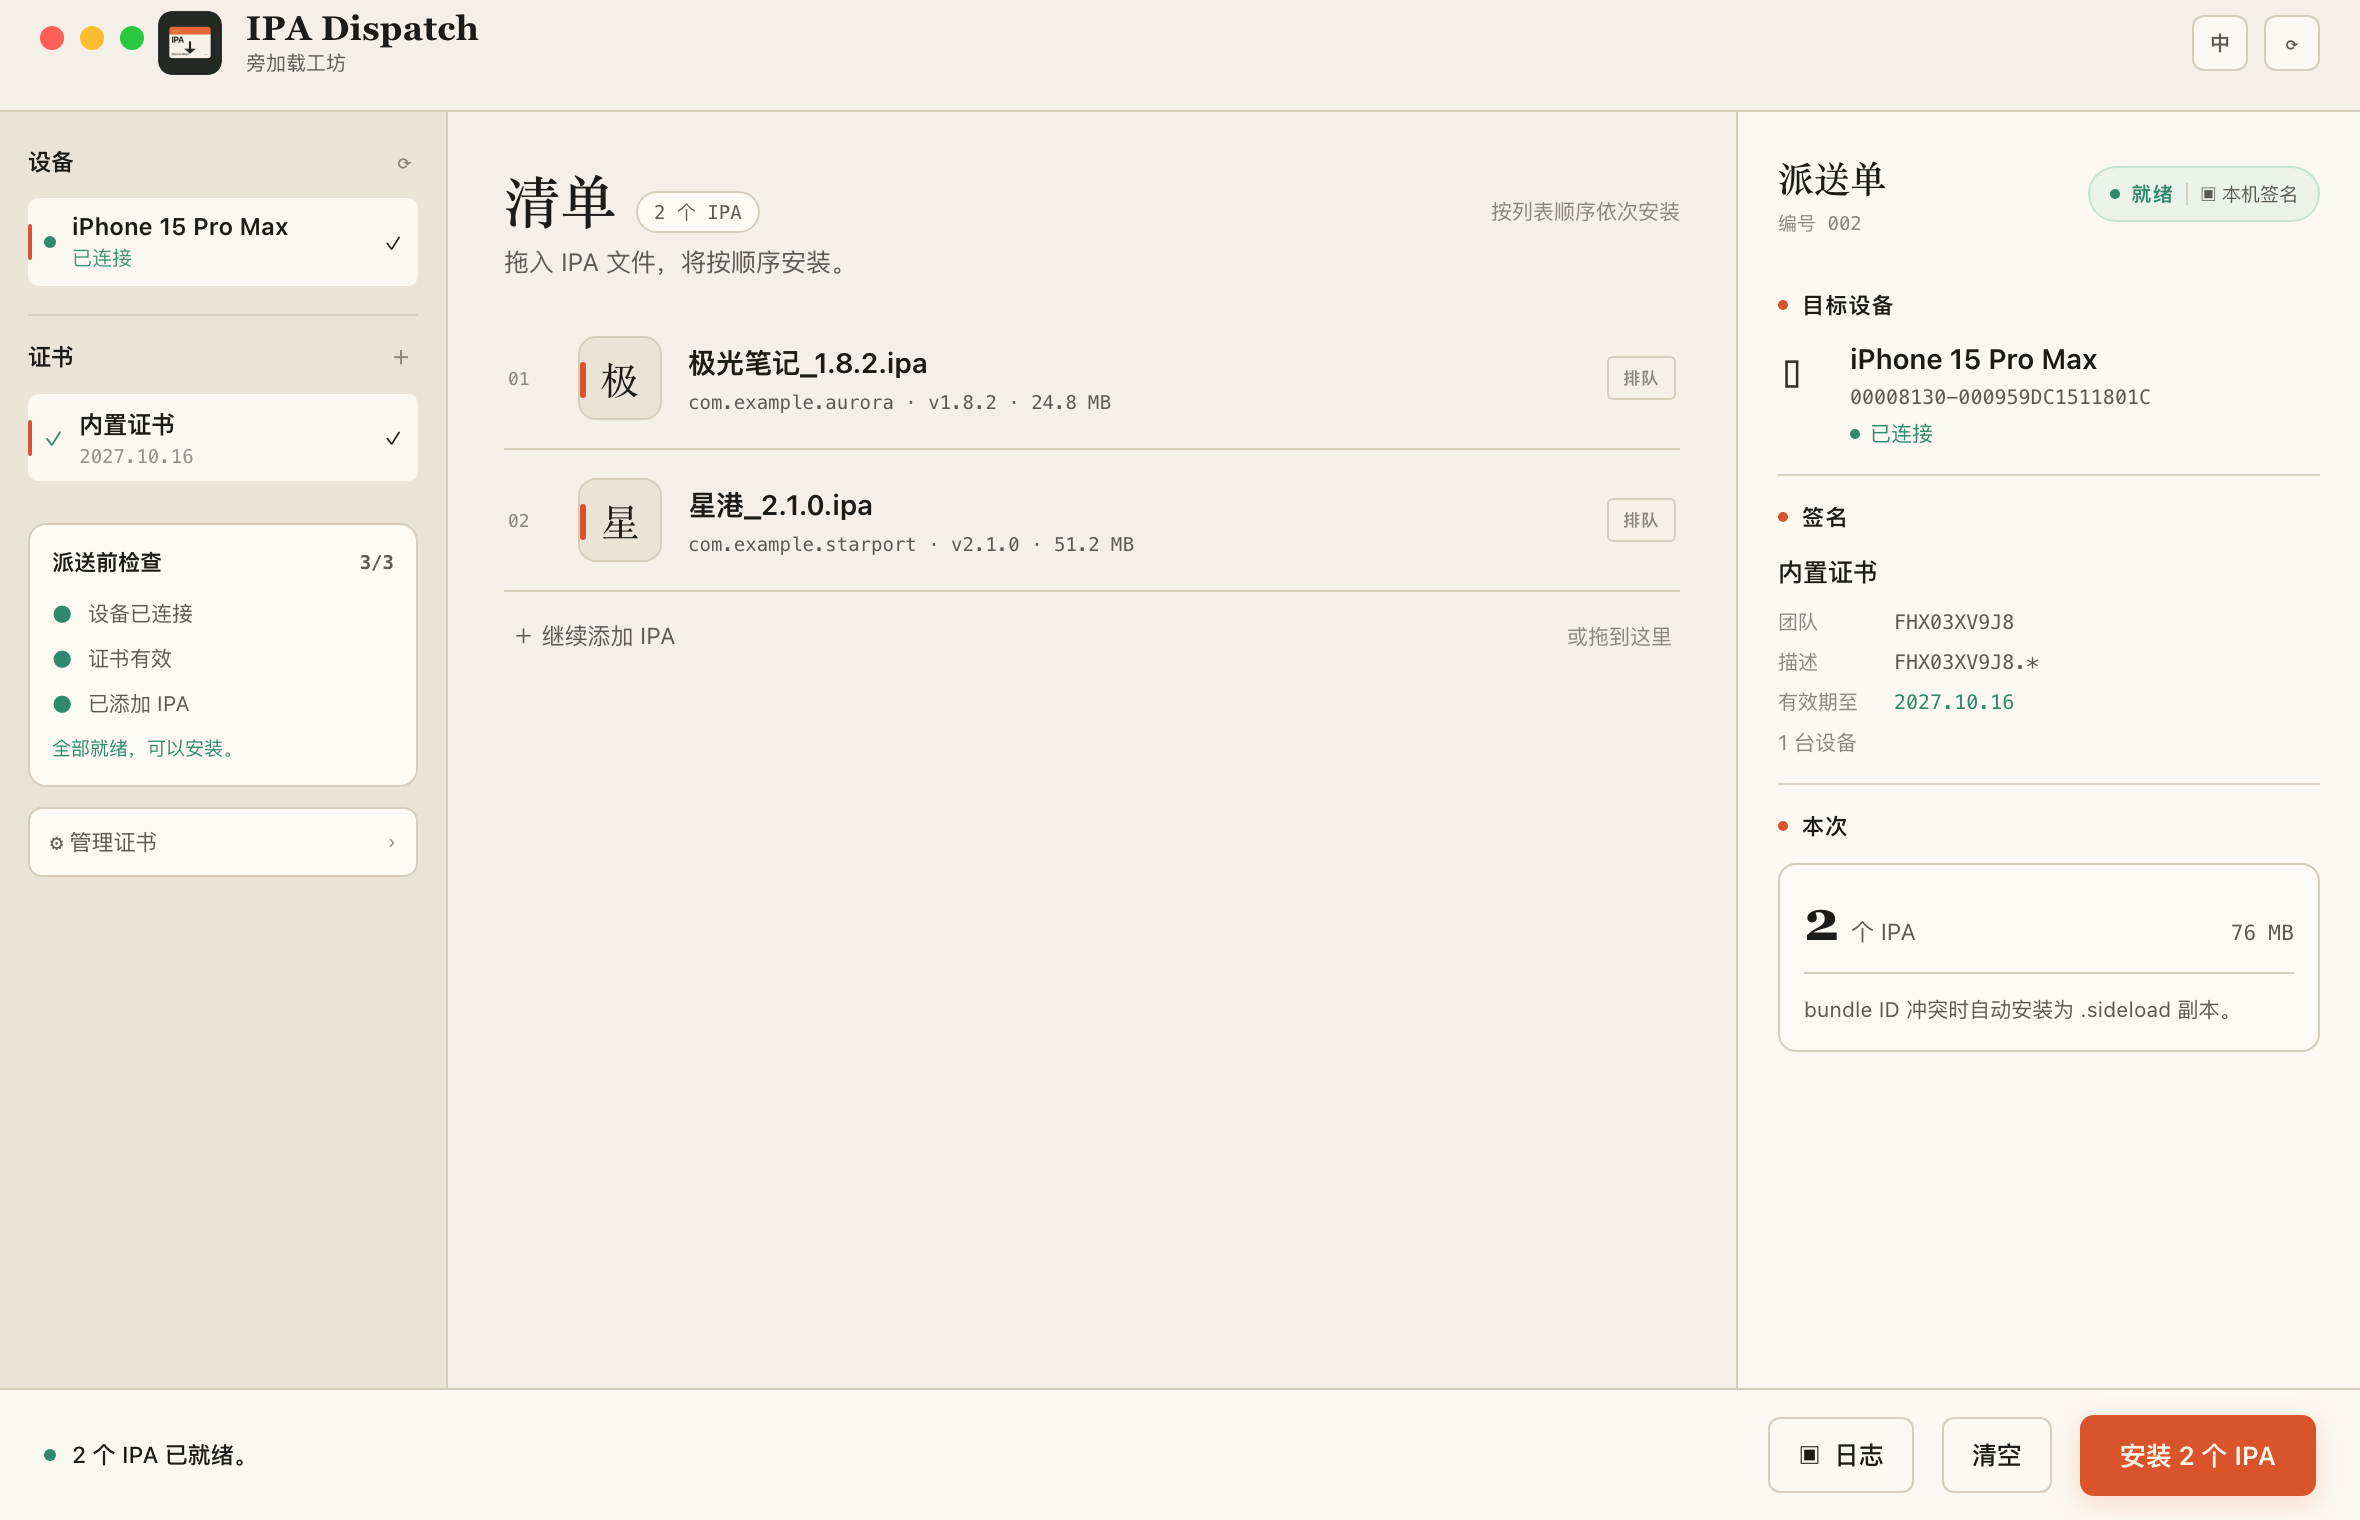 IPA Dispatch
旁加载工坊
中
IPA
设备
iPhone 15 Pro Max
已连接
证书
内置证书
2027.10.16
派送前检查 3/3
设备已连接
证书有效
已添加 IPA
全部就绪，可以安装。
管理证书
清单 2 个 IPA
按列表顺序依次安装
拖入 IPA 文件，将按顺序安装。
01 极 极光笔记_1.8.2.ipa 排队
com.example.aurora · v1.8.2 · 24.8 MB
02 星 星港_2.1.0.ipa 排队
com.example.starport · v2.1.0 · 51.2 MB
+ 继续添加 IPA 或拖到这里
派送单
编号 002
就绪 本机签名
目标设备
iPhone 15 Pro Max
00008130-000959DC1511801C
已连接
签名
内置证书
团队 FHX03XV9J8
描述 FHX03XV9J8.*
有效期至 2027.10.16
1 台设备
本次
2 个 IPA 76 MB
bundle ID 冲突时自动安装为 .sideload 副本。
2 个 IPA 已就绪。
日志
清空
安装 2 个 IPA